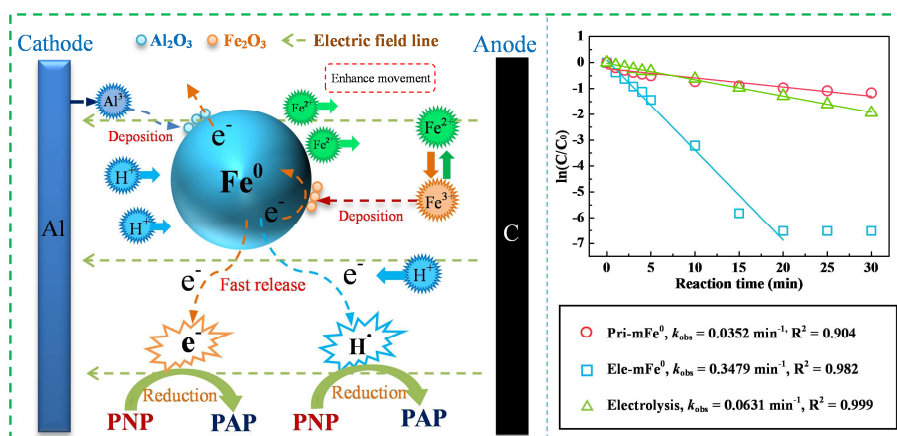 Cathode
Al₂O₃
Fe₂O₃
Electric field line
Anode
Enhance movement
Al³⁺
Deposition
e⁻
Fe²⁺
Fe²⁺
Fe²
H⁺
Fe⁰
e⁻
Fe³⁺
Deposition
H⁺
Al
C
e⁻
Fast release
e⁻
H⁺
e⁻
H•
Reduction
Reduction
PNP
PAP
PNP
PAP
ln(C/C₀)
1
0
-1
-2
-3
-4
-5
-6
-7
0 5 10 15 20 25 30
Reaction time (min)
Pri-mFe⁰, kobs = 0.0352 min⁻¹, R² = 0.904
Ele-mFe⁰, kobs = 0.3479 min⁻¹, R² = 0.982
Electrolysis, kobs = 0.0631 min⁻¹, R² = 0.999